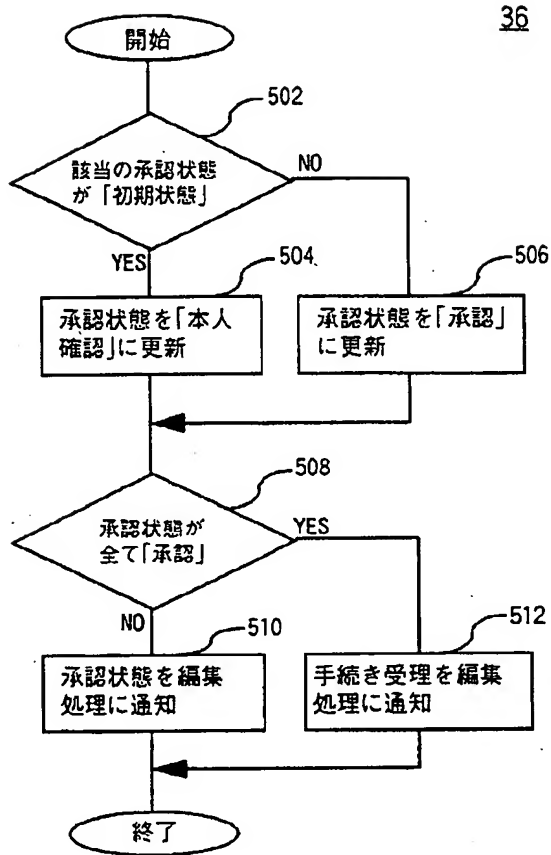 36
開始
502
該当の承認状態
が「初期状態」
NO
YES
504
506
承認状態を「本人
確認」に更新
承認状態を「承認」
に更新
508
承認状態が
全て「承認」
YES
NO
510
512
承認状態を編集
処理に通知
手続き受理を編集
処理に通知
終了